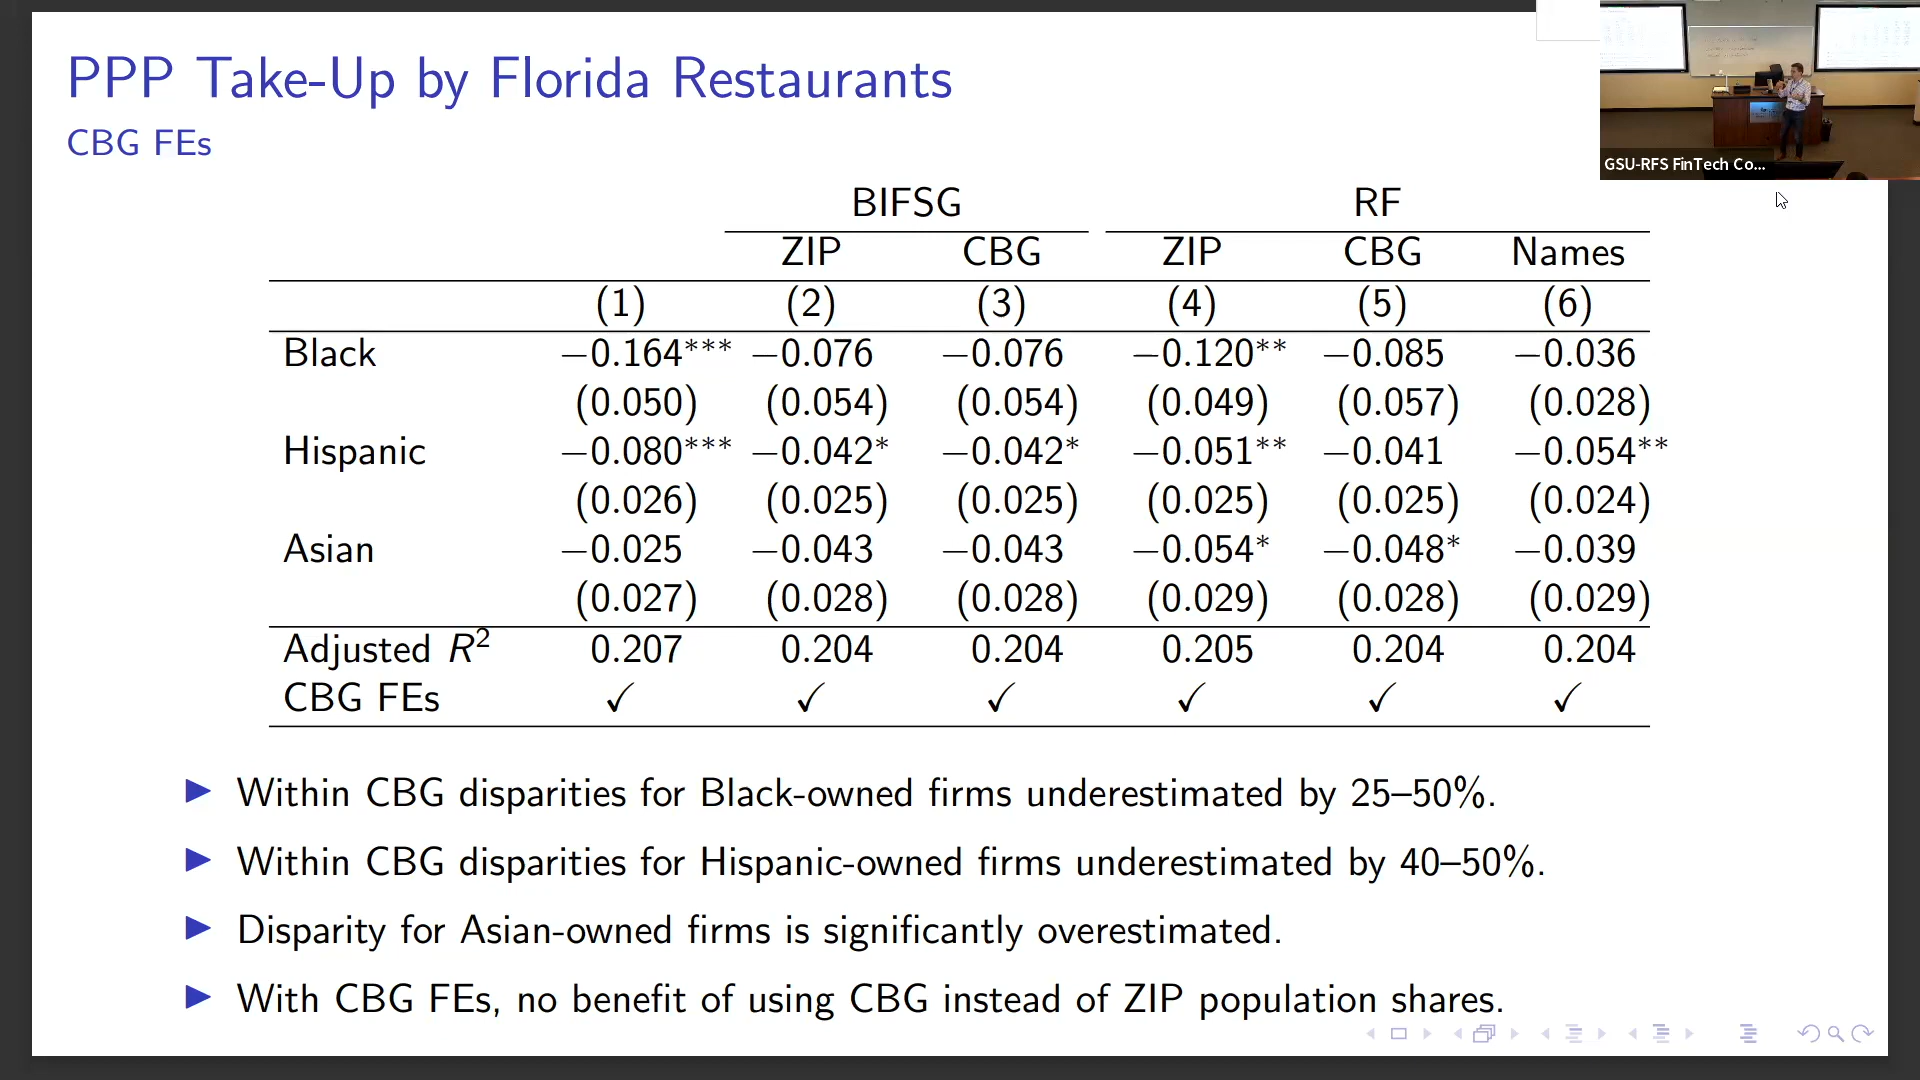 PPP Take-Up by Florida Restaurants
CBG FEs
GSU-RFS FinTech Co...
BIFSG RF
ZIP CBG ZIP CBG Names
(1) (2) (3) (4) (5) (6)
Black −0.164*** −0.076 −0.076 −0.120** −0.085 −0.036
(0.050) (0.054) (0.054) (0.049) (0.057) (0.028)
Hispanic −0.080*** −0.042* −0.042* −0.051** −0.041 −0.054**
(0.026) (0.025) (0.025) (0.025) (0.025) (0.024)
Asian −0.025 −0.043 −0.043 −0.054* −0.048* −0.039
(0.027) (0.028) (0.028) (0.029) (0.028) (0.029)
Adjusted R² 0.207 0.204 0.204 0.205 0.204 0.204
CBG FEs ✓ ✓ ✓ ✓ ✓ ✓
▶ Within CBG disparities for Black-owned firms underestimated by 25–50%.
▶ Within CBG disparities for Hispanic-owned firms underestimated by 40–50%.
▶ Disparity for Asian-owned firms is significantly overestimated.
▶ With CBG FEs, no benefit of using CBG instead of ZIP population shares.